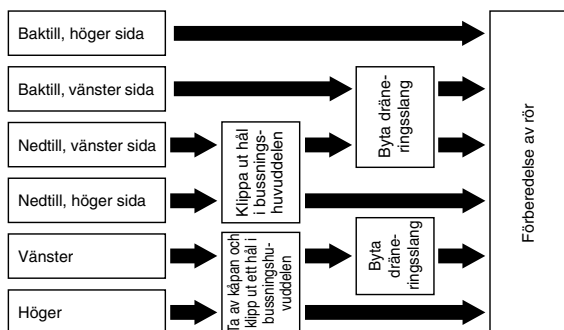 Baktill, höger sida
Baktill, vänster sida
Nedtill, vänster sida
Nedtill, höger sida
Vänster
Höger
Klippa ut hål
i bussnings-
huvuddelen
Ta av kåpan och
klipp ut ett hål i
bussningshu-
vuddelen
Byta dräne-
ringsslang
Byta
dräne-
ringsslang
Förberedelse av rör